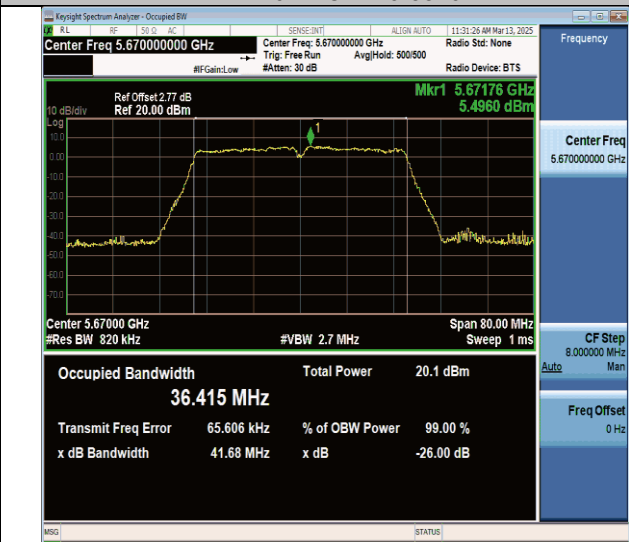 Keysight Spectrum Analyzer - Occupied BW
RL RF 50 Ω AC SENSE:INT ALIGN AUTO 11:31:26 AM Mar 13, 2025
Center Freq 5.670000000 GHz
Center Freq: 5.670000000 GHz Radio Std: None
Trig: Free Run Avg|Hold: 500/500
#IFGain:Low #Atten: 30 dB Radio Device: BTS
Frequency
Mkr1 5.67176 GHz
5.4960 dBm
Ref Offset 2.77 dB
10 dB/div Ref 20.00 dBm
Log
10.0
0.00
-10.0
-20.0
-30.0
-40.0
-50.0
-60.0
-70.0
1
Center 5.67000 GHz Span 80.00 MHz
#Res BW 820 kHz #VBW 2.7 MHz Sweep 1 ms
Occupied Bandwidth Total Power 20.1 dBm
36.415 MHz
Transmit Freq Error 65.606 kHz % of OBW Power 99.00 %
x dB Bandwidth 41.68 MHz x dB -26.00 dB
Center Freq
5.670000000 GHz
CF Step
8.000000 MHz
Auto Man
Freq Offset
0 Hz
MSG STATUS